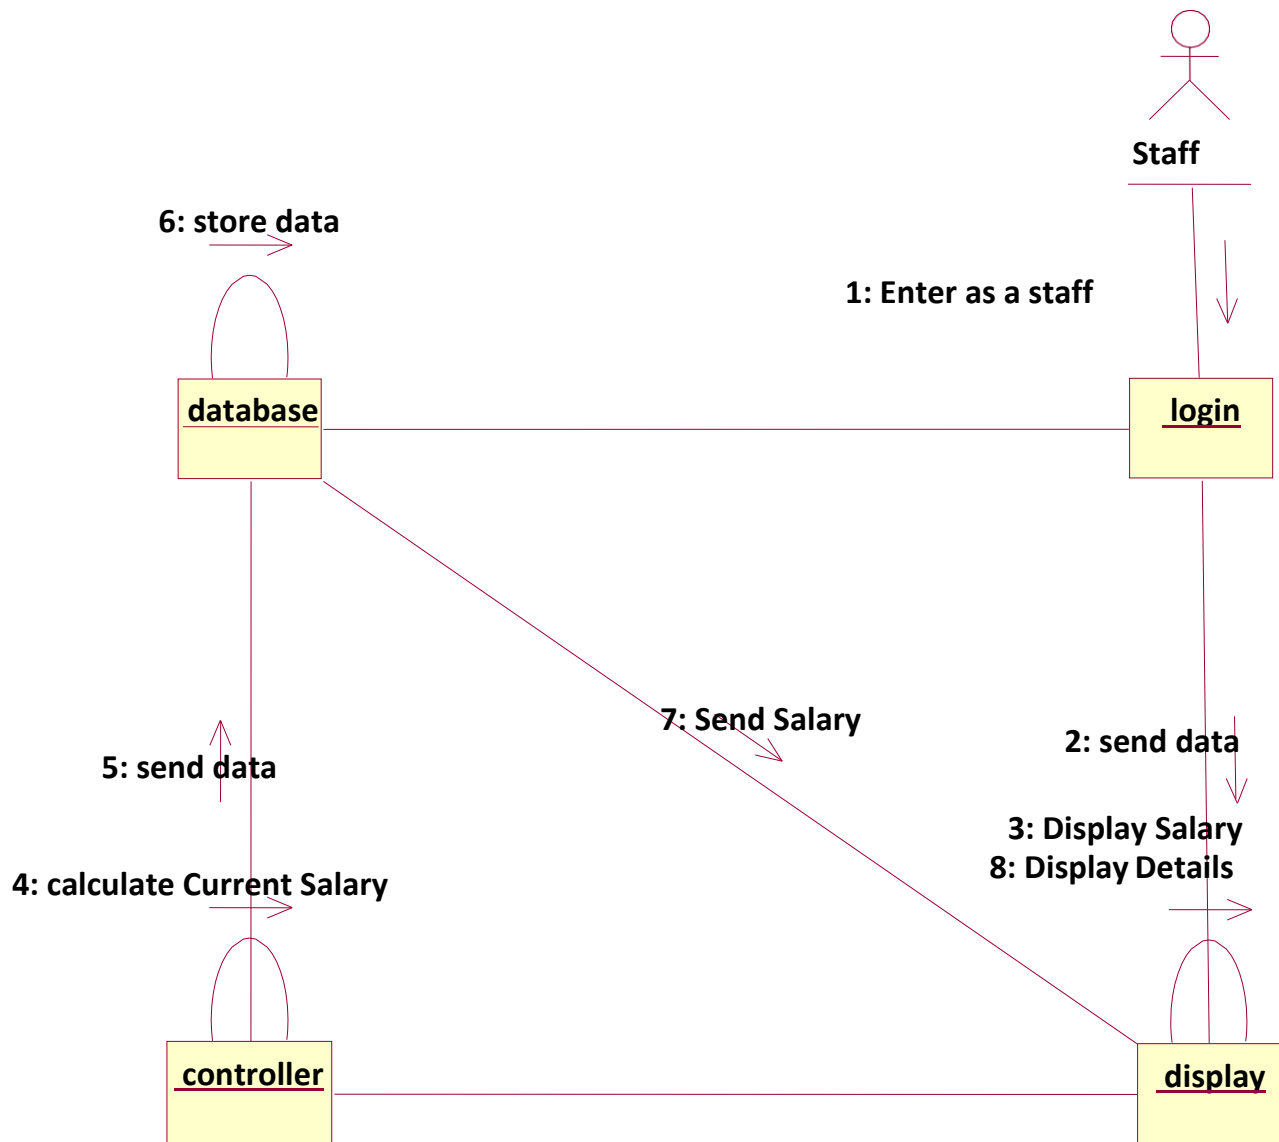 Staff
6: store data
1: Enter as a staff
database
login
7: Send Salary
2: send data
5: send data
3: Display Salary
8: Display Details
4: calculate Current Salary
controller
display